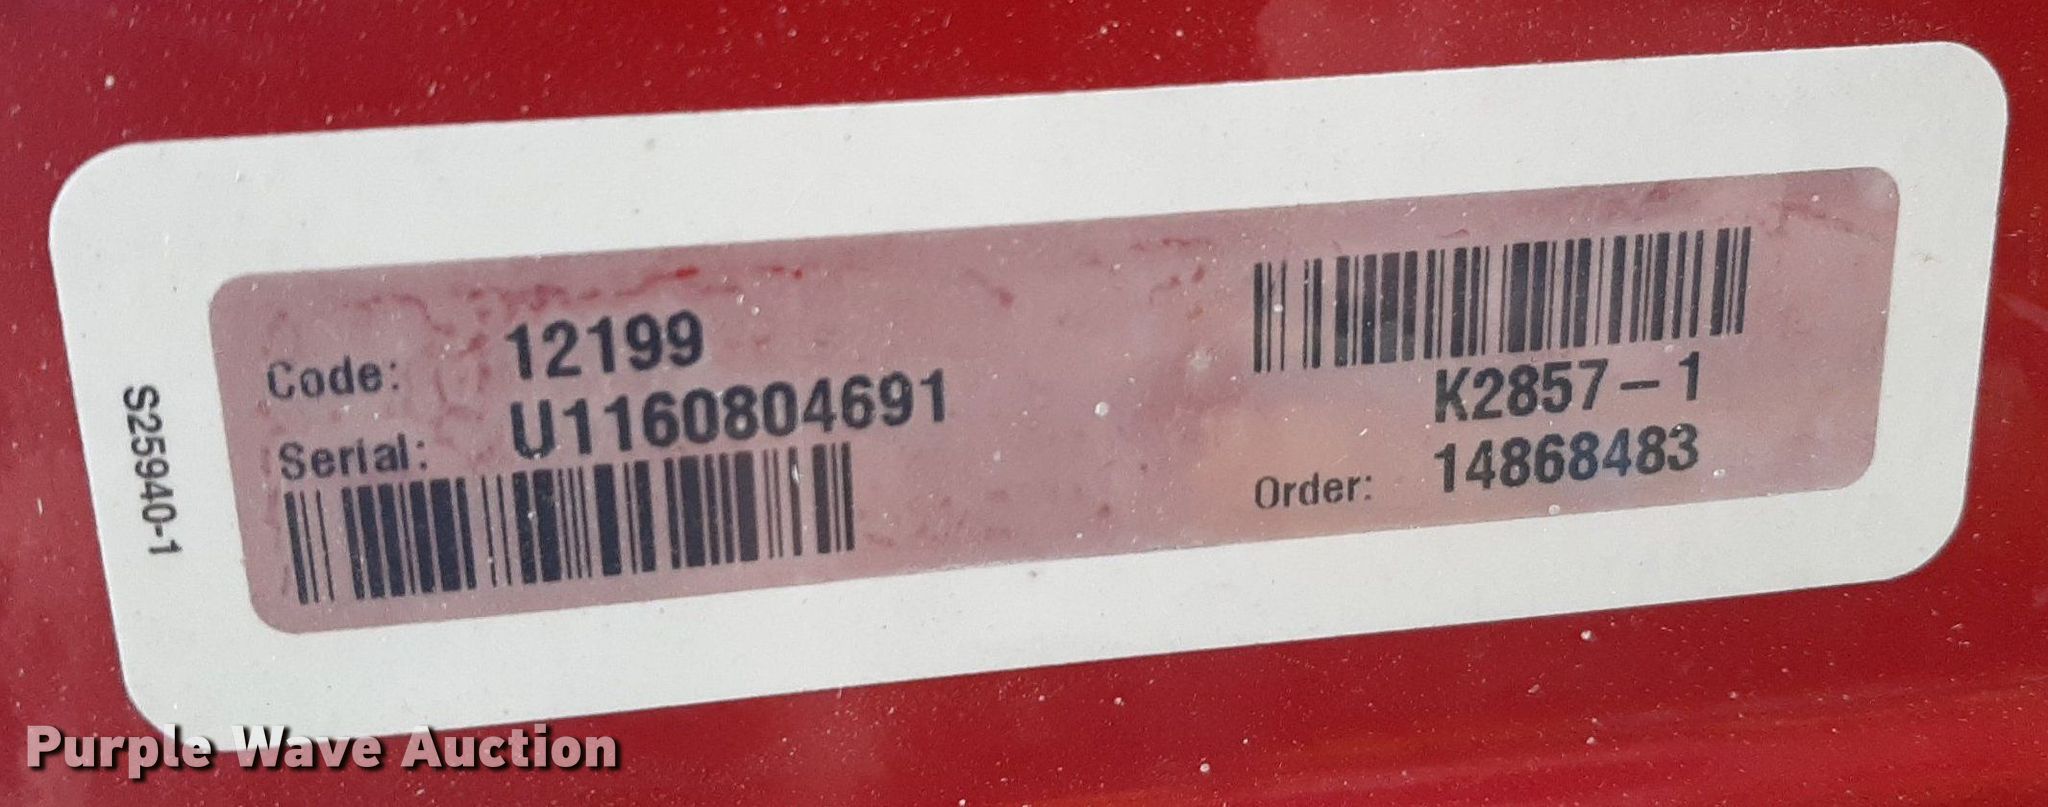 Code: 12199
Serial: U1160804691
K2857-1
Order: 14868483
S25940-1
Purple Wave Auction